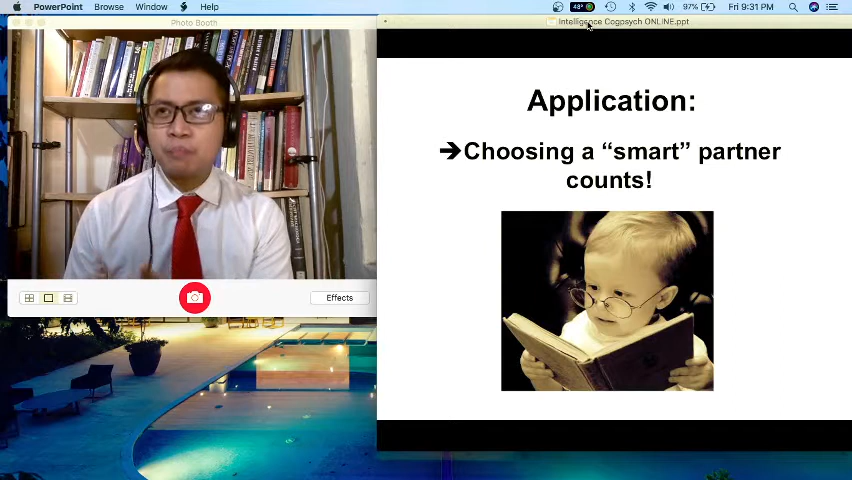 PowerPoint Browse Window Help
48° 97% Fri 9:31 PM
Photo Booth
Intelligence Cogpsych ONLINE.ppt
Application:
➔Choosing a “smart” partner
counts!
Effects